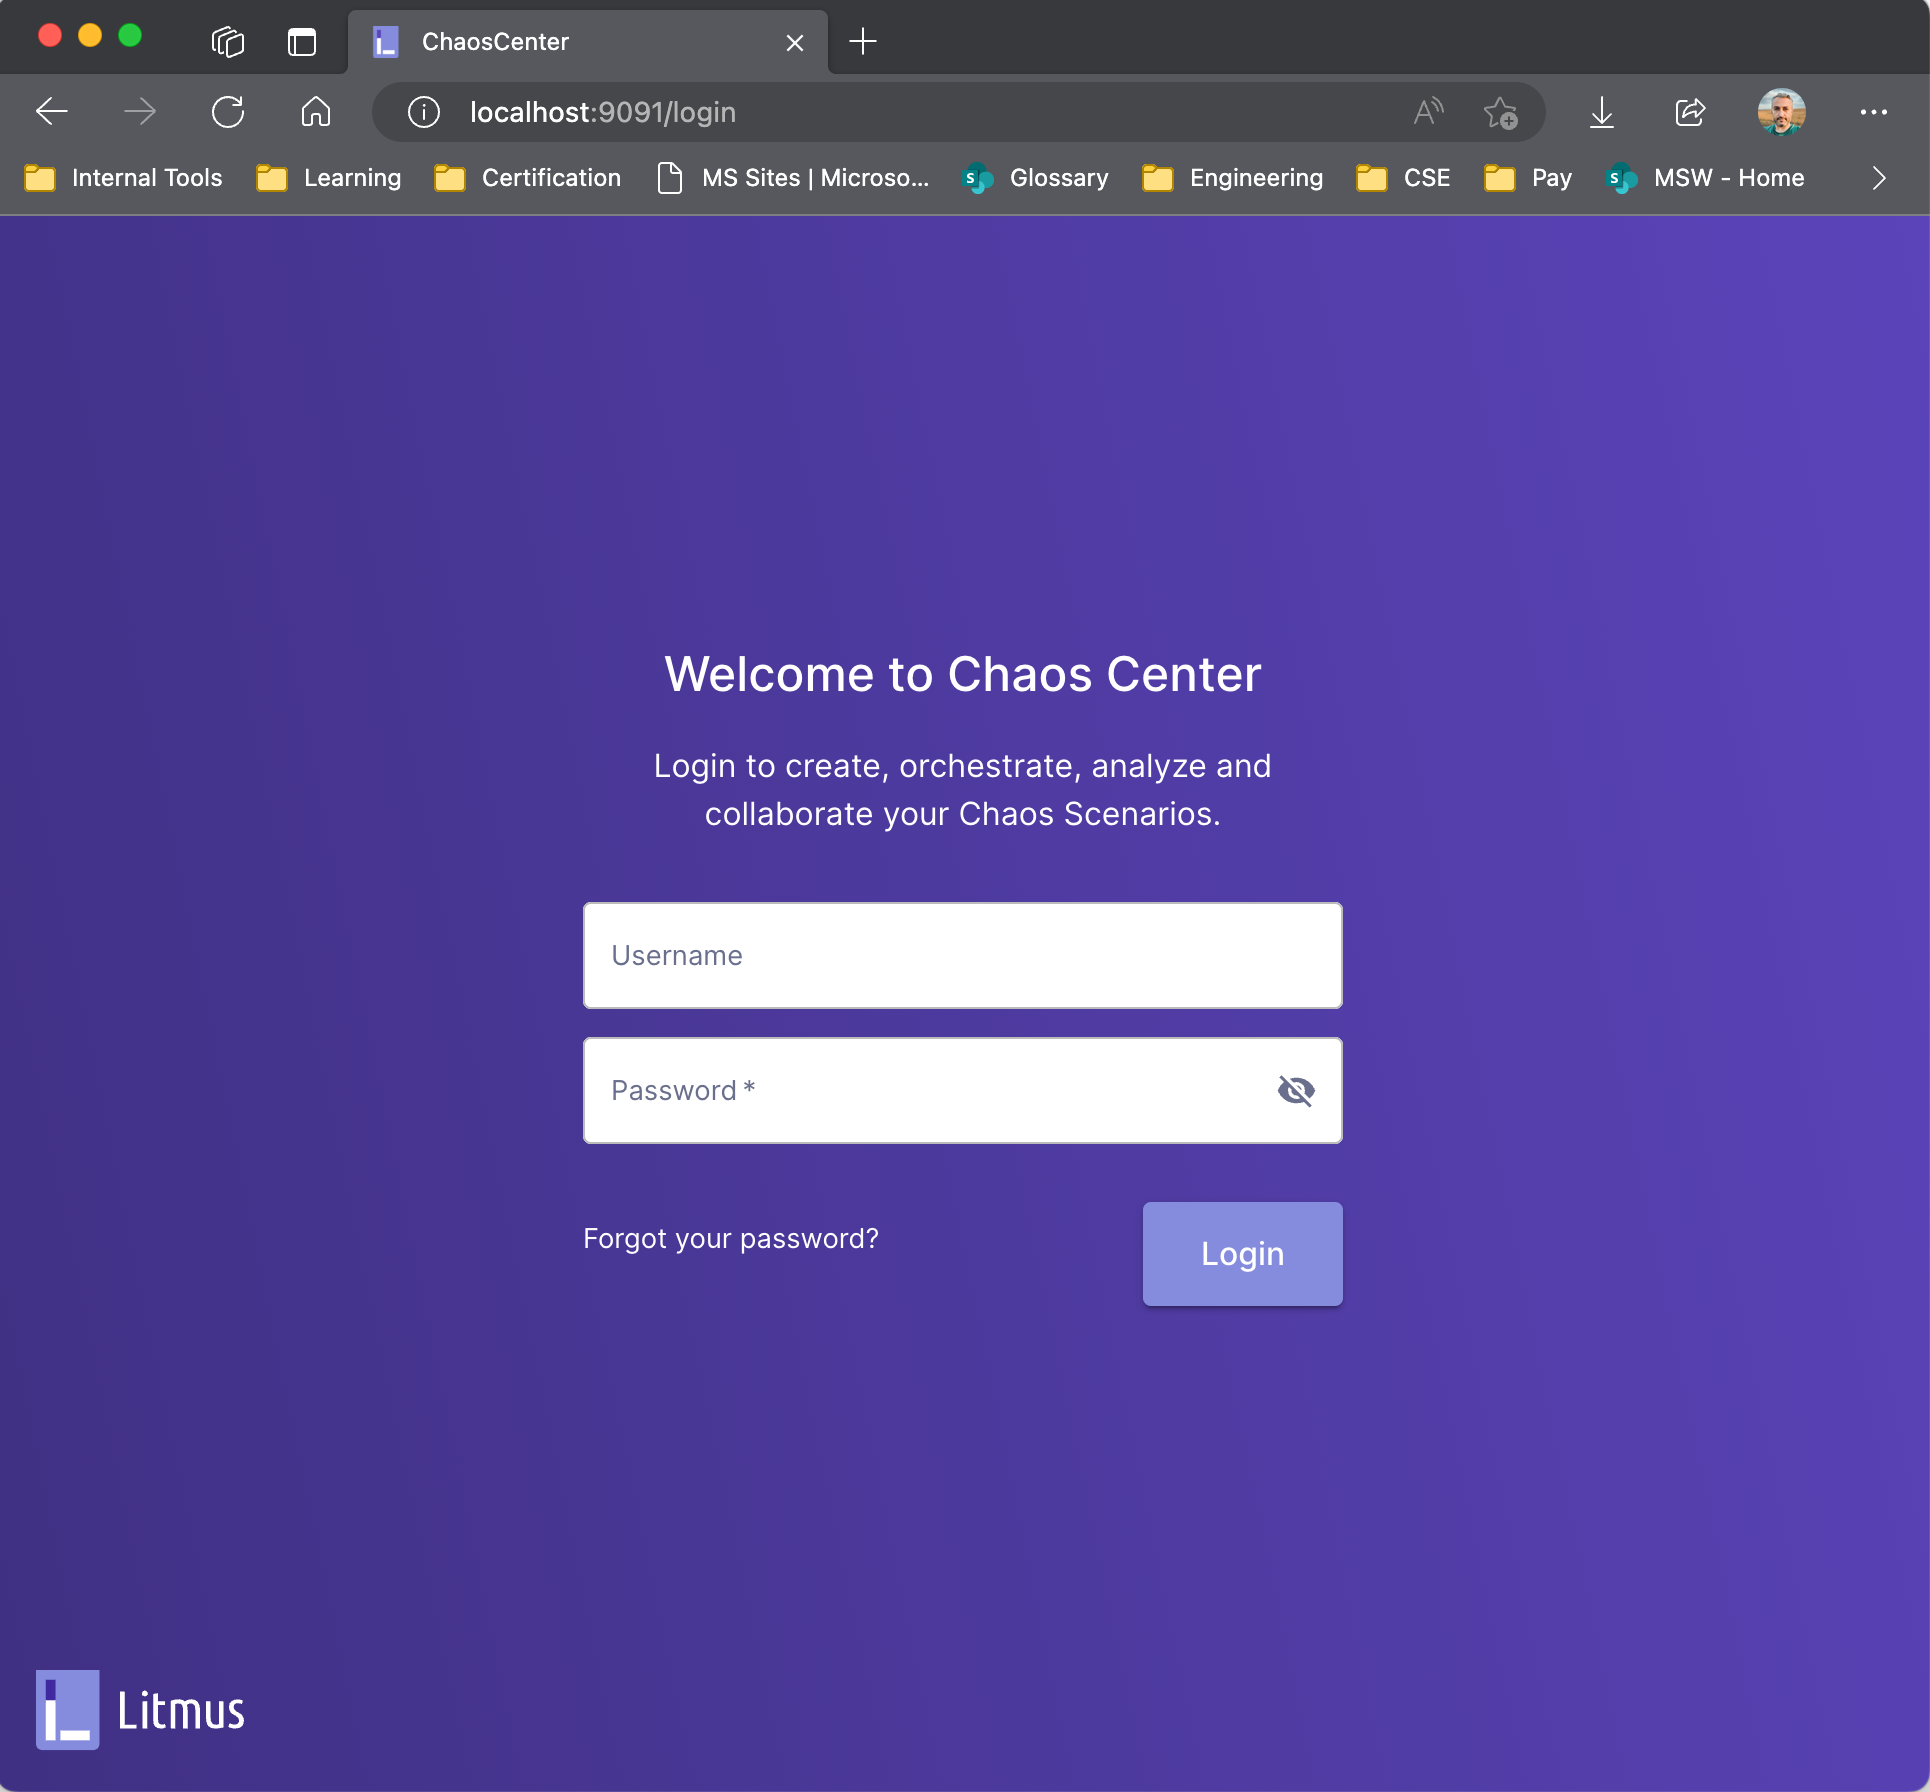 ChaosCenter
localhost:9091/login
Internal Tools
Learning
Certification
MS Sites | Microso...
Glossary
Engineering
CSE
Pay
MSW - Home
Welcome to Chaos Center
Login to create, orchestrate, analyze and
collaborate your Chaos Scenarios.
Username
Password *
Forgot your password?
Login
Litmus